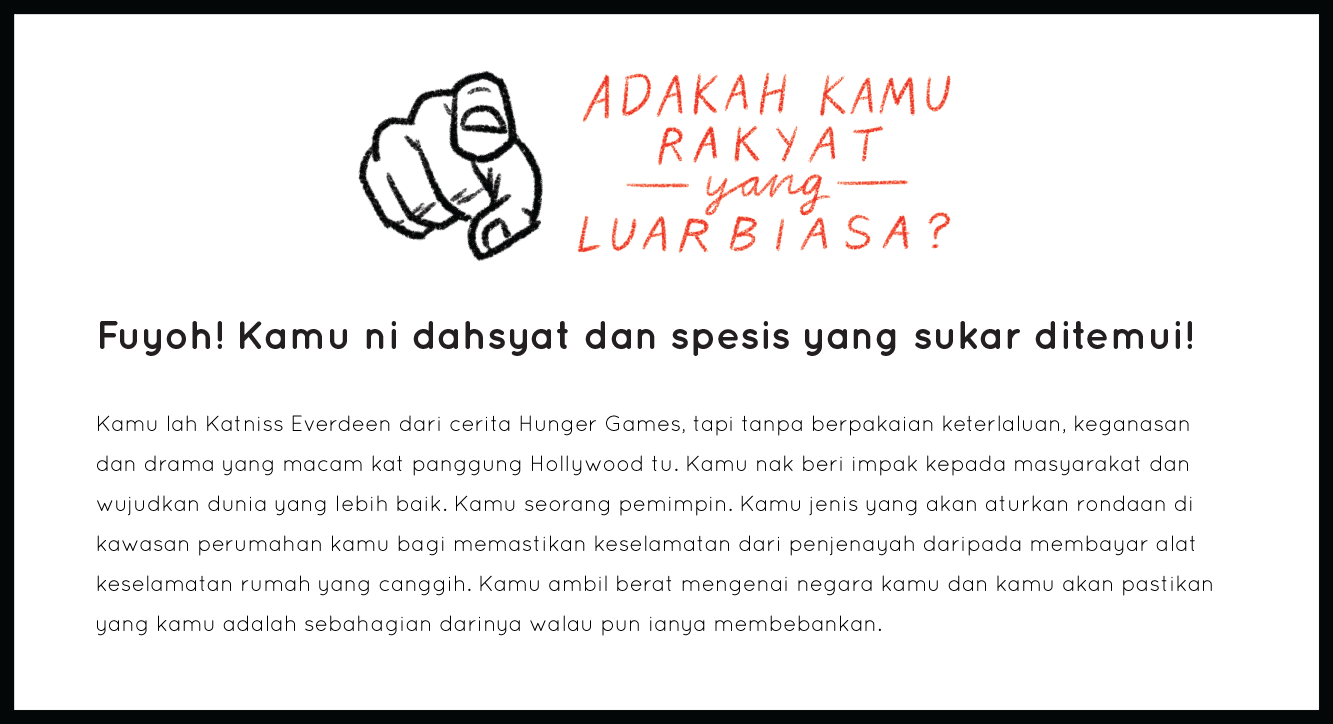 ADAKAH KAMU
RAKYAT
yang
LUAR BIASA?
Fuyoh! Kamu ni dahsyat dan spesis yang sukar ditemui!
Kamu lah Katniss Everdeen dari cerita Hunger Games, tapi tanpa berpakaian keterlaluan, keganasan
dan drama yang macam kat panggung Hollywood tu. Kamu nak beri impak kepada masyarakat dan
wujudkan dunia yang lebih baik. Kamu seorang pemimpin. Kamu jenis yang akan aturkan rondaan di
kawasan perumahan kamu bagi memastikan keselamatan dari penjenayah daripada membayar alat
keselamatan rumah yang canggih. Kamu ambil berat mengenai negara kamu dan kamu akan pastikan
yang kamu adalah sebahagian darinya walau pun ianya membebankan.